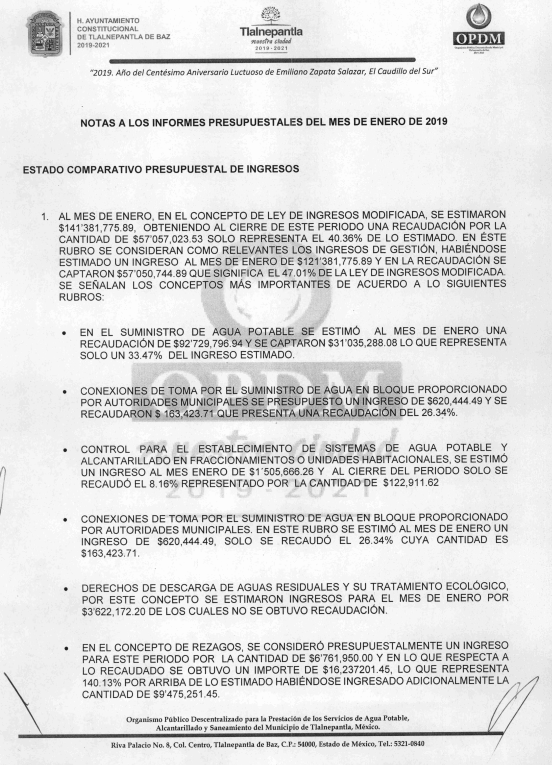 H. AYUNTAMIENTO
CONSTITUCIONAL
DE TLALNEPANTLA DE BAZ
2019-2021
Tlalnepantla
nuestra ciudad
2019 - 2021
OPDM
"2019. Año del Centésimo Aniversario Luctuoso de Emiliano Zapata Salazar, El Caudillo del Sur"
NOTAS A LOS INFORMES PRESUPUESTALES DEL MES DE ENERO DE 2019
ESTADO COMPARATIVO PRESUPUESTAL DE INGRESOS
1. AL MES DE ENERO, EN EL CONCEPTO DE LEY DE INGRESOS MODIFICADA, SE ESTIMARON
$141'381,775.89, OBTENIENDO AL CIERRE DE ESTE PERIODO UNA RECAUDACIÓN POR LA
CANTIDAD DE $57'057,023.53 SOLO REPRESENTA EL 40.36% DE LO ESTIMADO. EN ÉSTE
RUBRO SE CONSIDERAN COMO RELEVANTES LOS INGRESOS DE GESTIÓN, HABIÉNDOSE
ESTIMADO UN INGRESO AL MES DE ENERO DE $121'381,775.89 Y EN LA RECAUDACIÓN SE
CAPTARON $57'050,744.89 QUE SIGNIFICA EL 47.01% DE LA LEY DE INGRESOS MODIFICADA.
SE SEÑALAN LOS CONCEPTOS MÁS IMPORTANTES DE ACUERDO A LO SIGUIENTES
RUBROS:
• EN EL SUMINISTRO DE AGUA POTABLE SE ESTIMÓ AL MES DE ENERO UNA
RECAUDACIÓN DE $92'729,796.94 Y SE CAPTARON $31'035,288.08 LO QUE REPRESENTA
SOLO UN 33.47% DEL INGRESO ESTIMADO.
• CONEXIONES DE TOMA POR EL SUMINISTRO DE AGUA EN BLOQUE PROPORCIONADO
POR AUTORIDADES MUNICIPALES SE PRESUPUESTO UN INGRESO DE $620,444.49 Y SE
RECAUDARON $ 163,423.71 QUE PRESENTA UNA RECAUDACIÓN DEL 26.34%.
• CONTROL PARA EL ESTABLECIMIENTO DE SISTEMAS DE AGUA POTABLE Y
ALCANTARILLADO EN FRACCIONAMIENTOS O UNIDADES HABITACIONALES, SE ESTIMÓ
UN INGRESO AL MES ENERO DE $1'505,666.26 Y AL CIERRE DEL PERIODO SOLO SE
RECAUDÓ EL 8.16% REPRESENTADO POR LA CANTIDAD DE $122,911.62
• CONEXIONES DE TOMA POR EL SUMINISTRO DE AGUA EN BLOQUE PROPORCIONADO
POR AUTORIDADES MUNICIPALES. EN ESTE RUBRO SE ESTIMÓ AL MES DE ENERO UN
INGRESO DE $620,444.49, SOLO SE RECAUDÓ EL 26.34% CUYA CANTIDAD ES
$163,423.71.
• DERECHOS DE DESCARGA DE AGUAS RESIDUALES Y SU TRATAMIENTO ECOLÓGICO,
POR ESTE CONCEPTO SE ESTIMARON INGRESOS PARA EL MES DE ENERO POR
$3'622,172.20 DE LOS CUALES NO SE OBTUVO RECAUDACIÓN.
• EN EL CONCEPTO DE REZAGOS, SE CONSIDERÓ PRESUPUESTALMENTE UN INGRESO
PARA ESTE PERIODO POR LA CANTIDAD DE $6'761,950.00 Y EN LO QUE RESPECTA A
LO RECAUDADO SE OBTUVO UN IMPORTE DE $16,237201.45, LO QUE REPRESENTA
140.13% POR ARRIBA DE LO ESTIMADO HABIÉNDOSE INGRESADO ADICIONALMENTE LA
CANTIDAD DE $9'475,251.45.
OPDM
nuestra ciudad
2019 - 2021
Organismo Público Descentralizado para la Prestación de los Servicios de Agua Potable,
Alcantarillado y Saneamiento del Municipio de Tlalnepantla, México.
Riva Palacio No. 8, Col. Centro, Tlalnepantla de Baz, C.P.: 54000, Estado de México, Tel.: 5321-0840